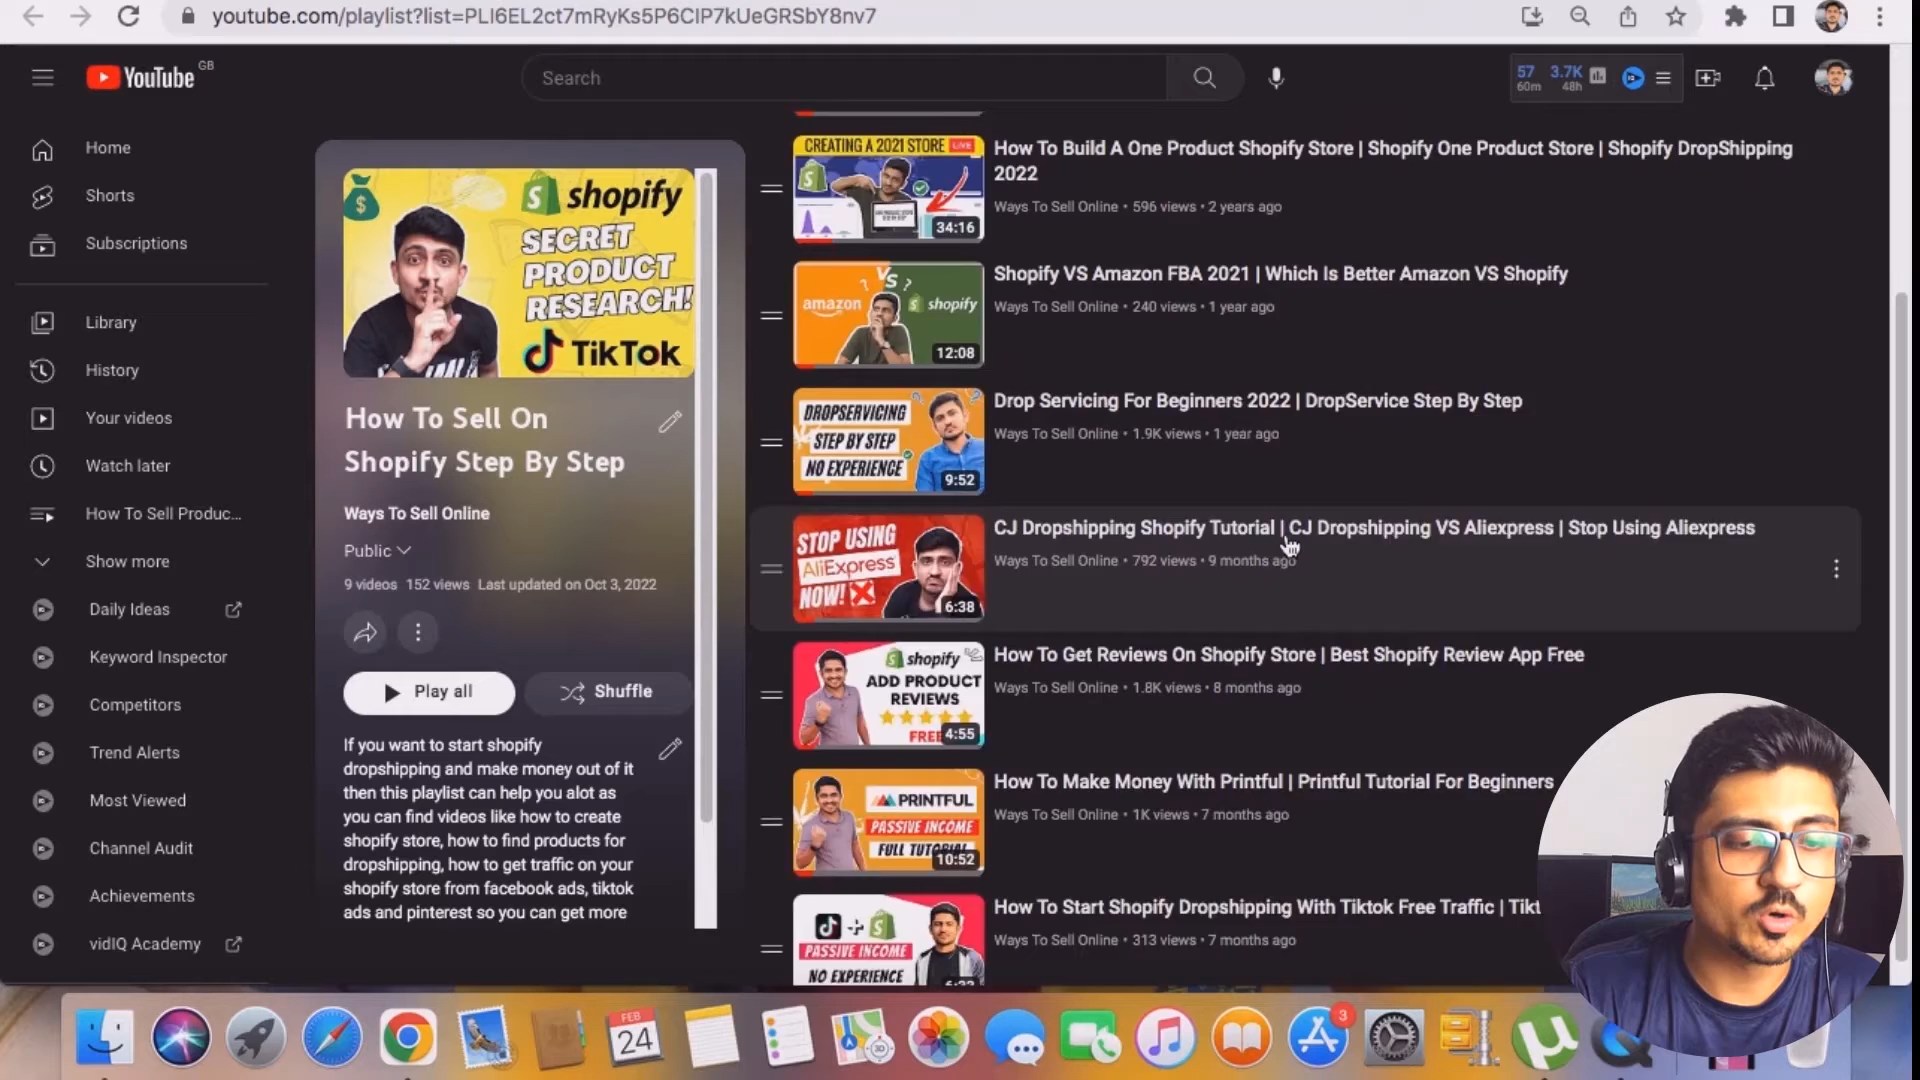 youtube.com/playlist?list=PLI6EL2ct7mRyKs5P6CIP7kUeGRSbY8nv7
YouTube GB
Search
57 3.7K
60m 48h
Home
Shorts
Subscriptions
Library
History
Your videos
Watch later
How To Sell Produc...
Show more
Daily Ideas
Keyword Inspector
Competitors
Trend Alerts
Most Viewed
Channel Audit
Achievements
vidIQ Academy
shopify
SECRET
PRODUCT
RESEARCH!
TikTok
How To Sell On
Shopify Step By Step
Ways To Sell Online
Public
9 videos 152 views Last updated on Oct 3, 2022
Play all
Shuffle
If you want to start shopify
dropshipping and make money out of it
then this playlist can help you alot as
you can find videos like how to create
shopify store, how to find products for
dropshipping, how to get traffic on your
shopify store from facebook ads, tiktok
ads and pinterest so you can get more
CREATING A 2021 STORE LIVE
34:16
How To Build A One Product Shopify Store | Shopify One Product Store | Shopify DropShipping
2022
Ways To Sell Online • 596 views • 2 years ago
? VS ?
amazon
shopify
12:08
Shopify VS Amazon FBA 2021 | Which Is Better Amazon VS Shopify
Ways To Sell Online • 240 views • 1 year ago
DROPSERVICING
STEP BY STEP
NO EXPERIENCE
9:52
Drop Servicing For Beginners 2022 | DropService Step By Step
Ways To Sell Online • 1.9K views • 1 year ago
STOP USING
AliExpress
NOW!
6:38
CJ Dropshipping Shopify Tutorial | CJ Dropshipping VS Aliexpress | Stop Using Aliexpress
Ways To Sell Online • 792 views • 9 months ago
shopify
ADD PRODUCT
REVIEWS
FREE
4:55
How To Get Reviews On Shopify Store | Best Shopify Review App Free
Ways To Sell Online • 1.8K views • 8 months ago
PRINTFUL
PASSIVE INCOME
FULL TUTORIAL
10:52
How To Make Money With Printful | Printful Tutorial For Beginners
Ways To Sell Online • 1K views • 7 months ago
PASSIVE INCOME
NO EXPERIENCE
How To Start Shopify Dropshipping With Tiktok Free Traffic | Tikt
Ways To Sell Online • 313 views • 7 months ago
FEB
24
3